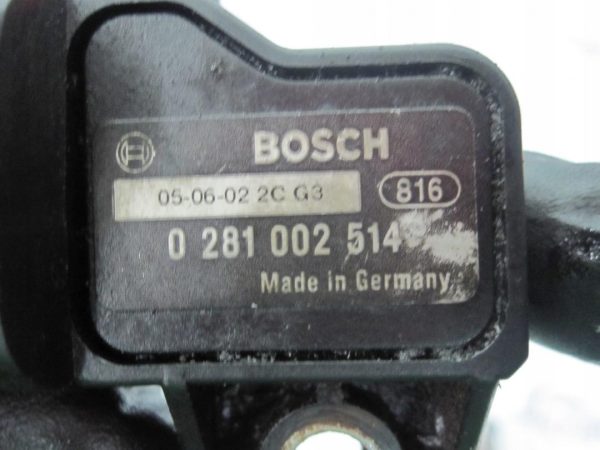 BOSCH
05-06-02 2C G3 816
0 281 002 514
Made in Germany